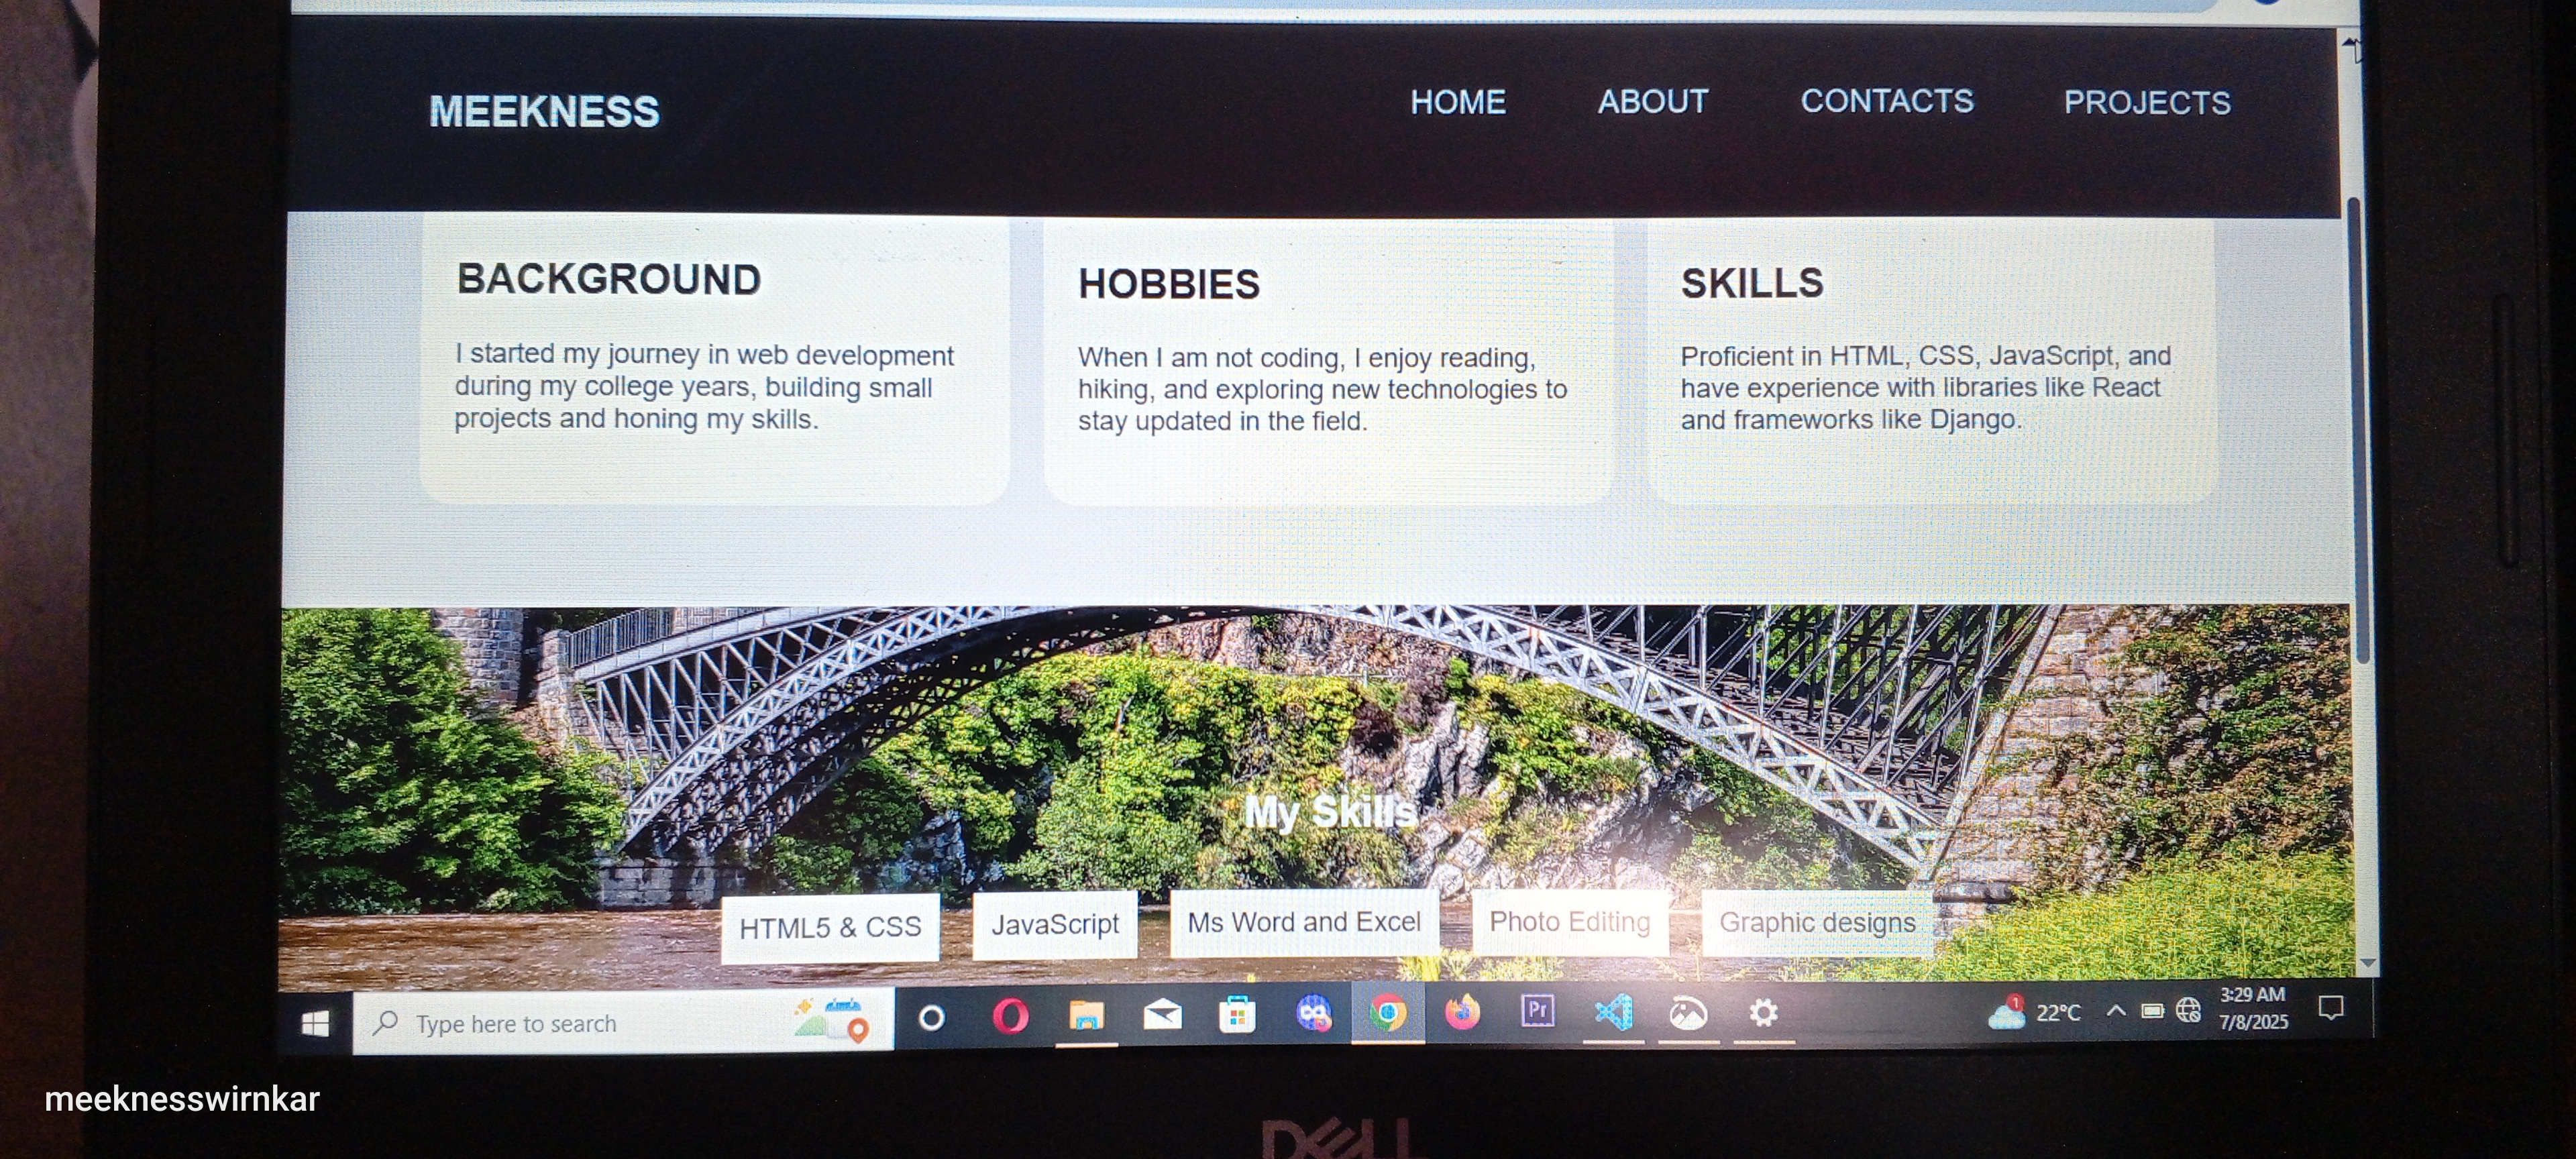 MEEKNESS
HOME ABOUT CONTACTS PROJECTS
BACKGROUND
I started my journey in web development
during my college years, building small
projects and honing my skills.
HOBBIES
When I am not coding, I enjoy reading,
hiking, and exploring new technologies to
stay updated in the field.
SKILLS
Proficient in HTML, CSS, JavaScript, and
have experience with libraries like React
and frameworks like Django.
My Skills
HTML5 & CSS
JavaScript
Ms Word and Excel
Photo Editing
Graphic designs
Type here to search
Pr
1
22°C
3:29 AM
7/8/2025
meeknesswirnkar
DELL